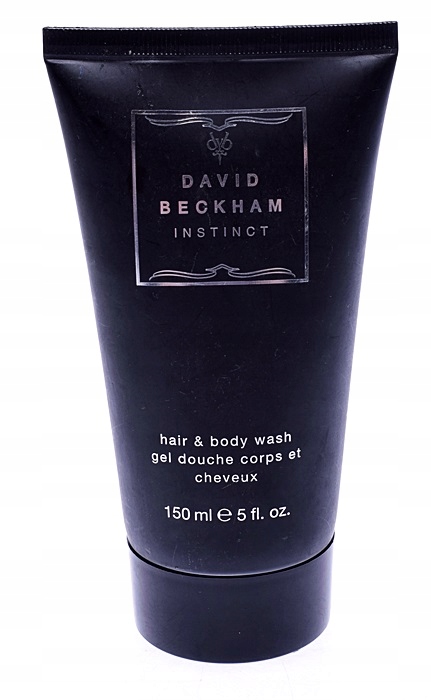 DAVID
BECKHAM
INSTINCT
hair & body wash
gel douche corps et
cheveux
150 ml ℮ 5 fl. oz.